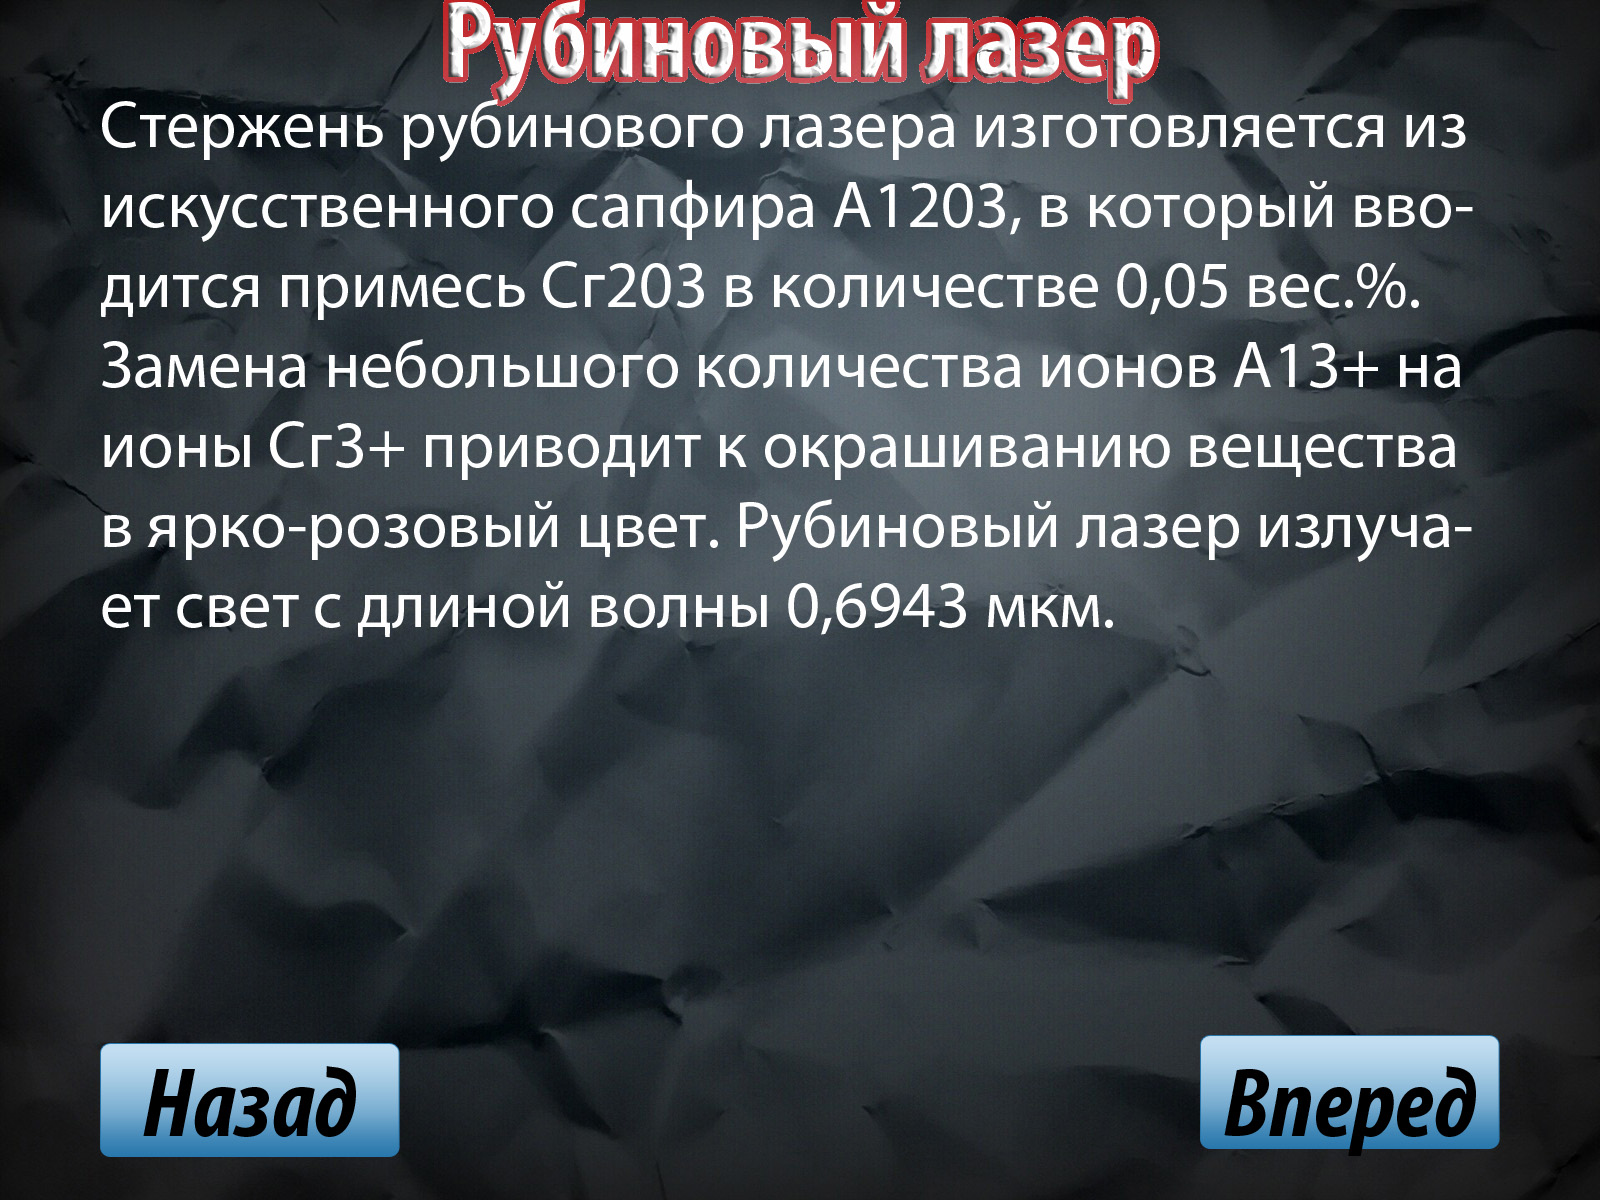 Рубиновый лазер
Стержень рубинового лазера изготовляется из
искусственного сапфира А1203, в который вво-
дится примесь Сг203 в количестве 0,05 вес.%.
Замена небольшого количества ионов А13+ на
ионы Сг3+ приводит к окрашиванию вещества
в ярко-розовый цвет. Рубиновый лазер излуча-
ет свет с длиной волны 0,6943 мкм.
Назад
Вперед